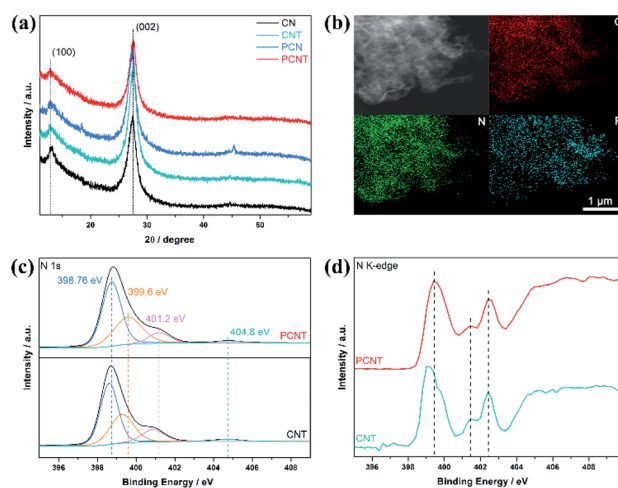 (a)
(100)
(002)
CN
CNT
PCN
PCNT
Intensity / a.u.
20
30
40
50
2θ / degree
(b)
N
1 μm
(c)
N 1s
398.76 eV
399.6 eV
401.2 eV
404.8 eV
PCNT
CNT
Intensity / a.u.
396
398
400
402
404
406
408
Binding Energy / eV
(d)
N K-edge
PCNT
CNT
Intensity / a.u.
395
396
398
400
402
404
406
408
Binding Energy / eV